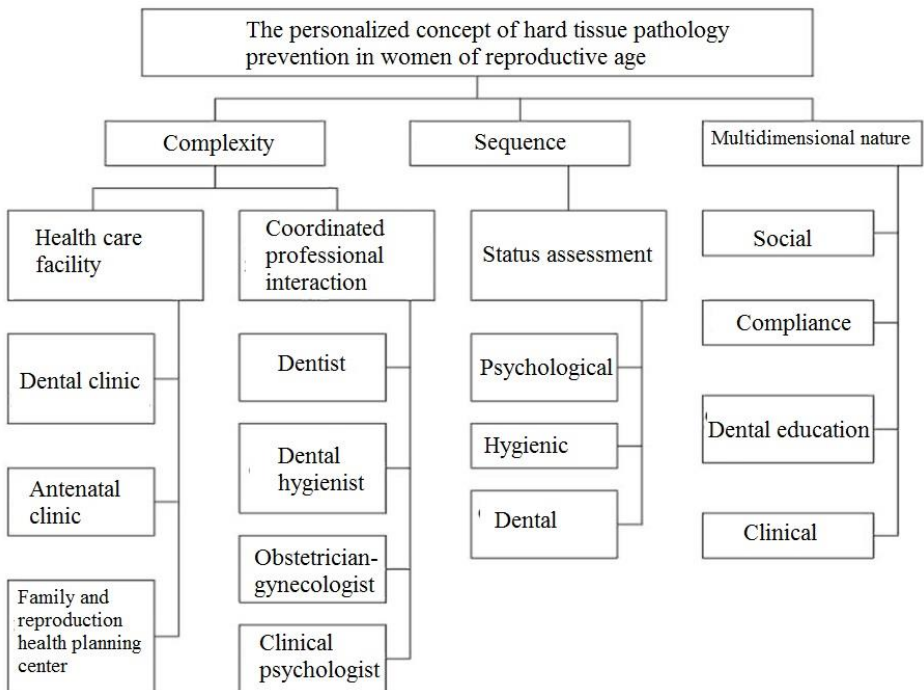 The personalized concept of hard tissue pathology
prevention in women of reproductive age
Complexity
Sequence
Multidimensional nature
Health care
facility
Coordinated
professional
interaction
Status assessment
Social
Compliance
Dental education
Clinical
Dental clinic
Antenatal
clinic
Family and
reproduction
health planning
center
Dentist
Dental
hygienist
Obstetrician-
gynecologist
Clinical
psychologist
Psychological
Hygienic
Dental